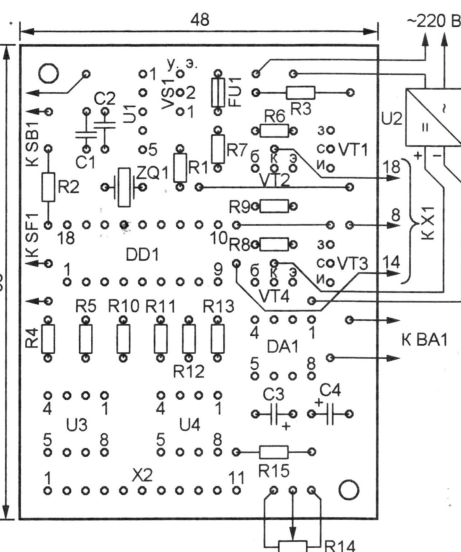 48
~220 В
у. э.
1 2 1
U1
VS1
FU1
R3
U2
~
=
+ −
К SB1
C2
C1
R6
R7
з
с
и
VT1
5
ZQ1
R1
б к э
VT2
18
R2
R9
К SF1
18
10
8
К X1
DD1
R8
з
с
и
VT3
14
1
9
б к э
VT4
R4
R5
R10
R11
R13
R12
4
1
К BA1
DA1
5
8
4
1
4
1
C3
C4
+
+
U3
U4
5
8
5
8
R15
X2
1
11
R14